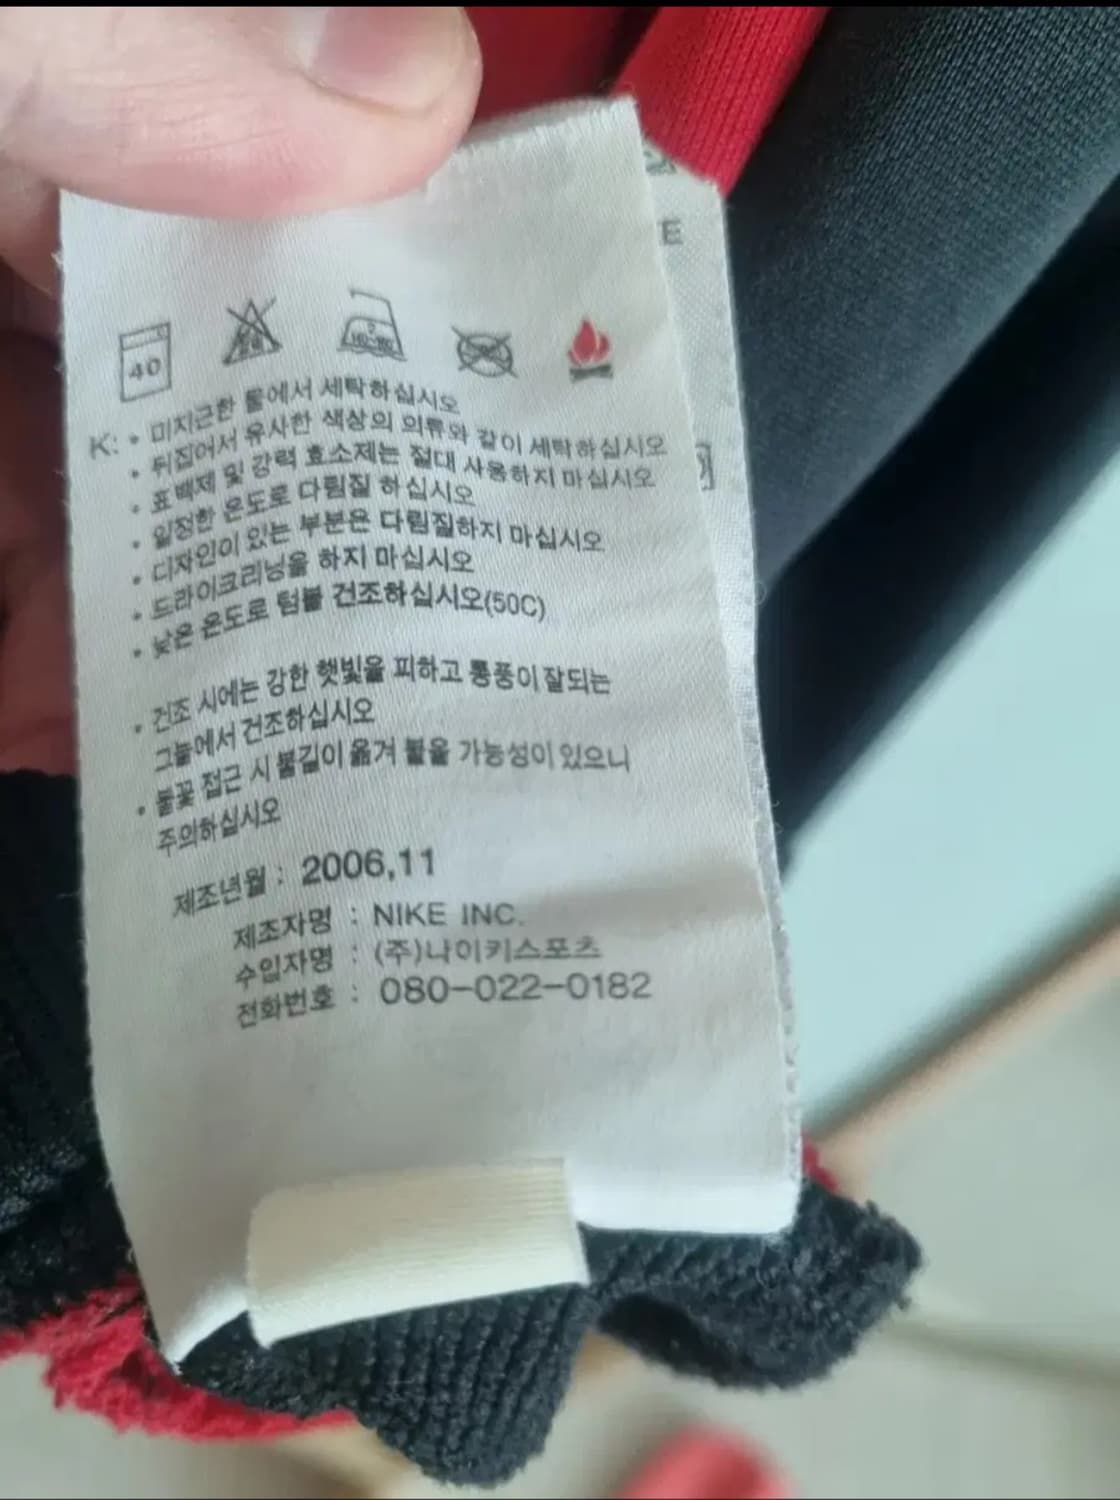 40
K: • 미지근한 물에서 세탁하십시오
• 뒤집어서 유사한 색상의 의류와 같이 세탁하십시오
• 표백제 및 강력 효소제는 절대 사용하지 마십시오
• 일정한 온도로 다림질 하십시오
• 디자인이 있는 부분은 다림질하지 마십시오
• 드라이크리닝을 하지 마십시오
• 낮은 온도로 텀블 건조하십시오(50C)
• 건조 시에는 강한 햇빛을 피하고 통풍이 잘되는
그늘에서 건조하십시오
• 불꽃 접근 시 불길이 옮겨 붙을 가능성이 있으니
주의하십시오
제조년월 : 2006,11
제조자명 : NIKE INC.
수입자명 : (주)나이키스포츠
전화번호 : 080-022-0182
E